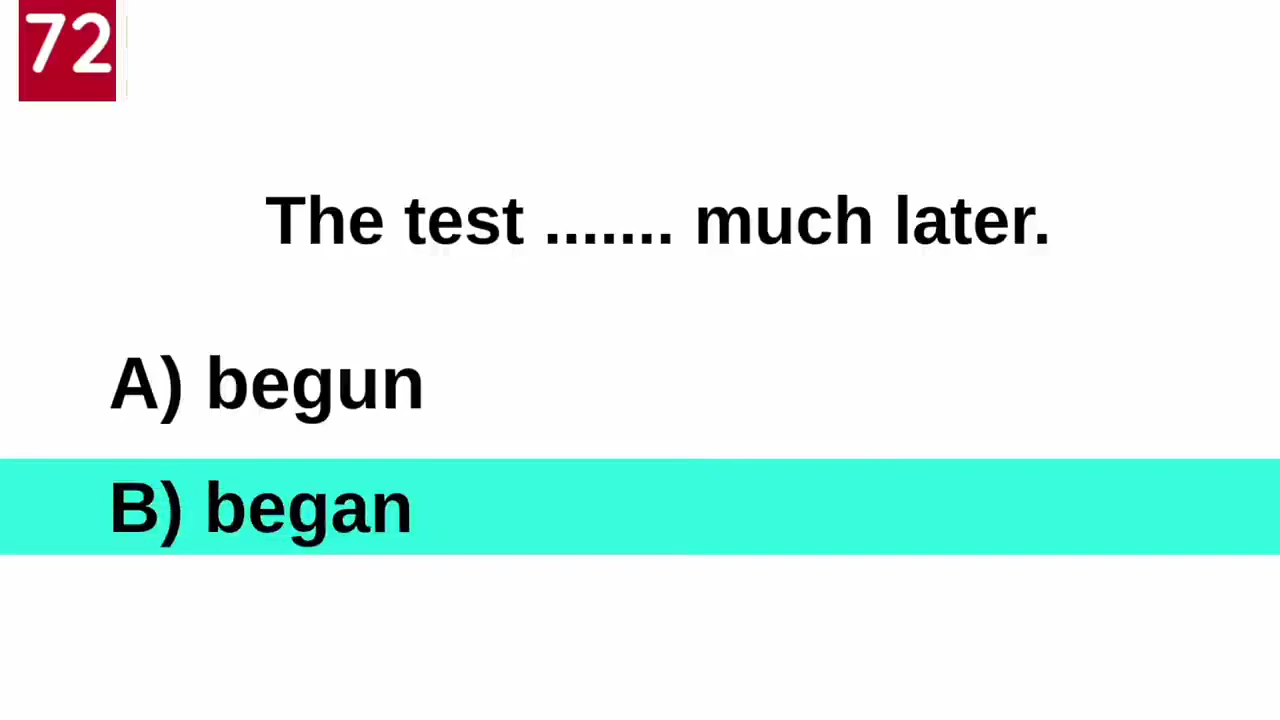 72
The test ....... much later.
A) begun
B) began